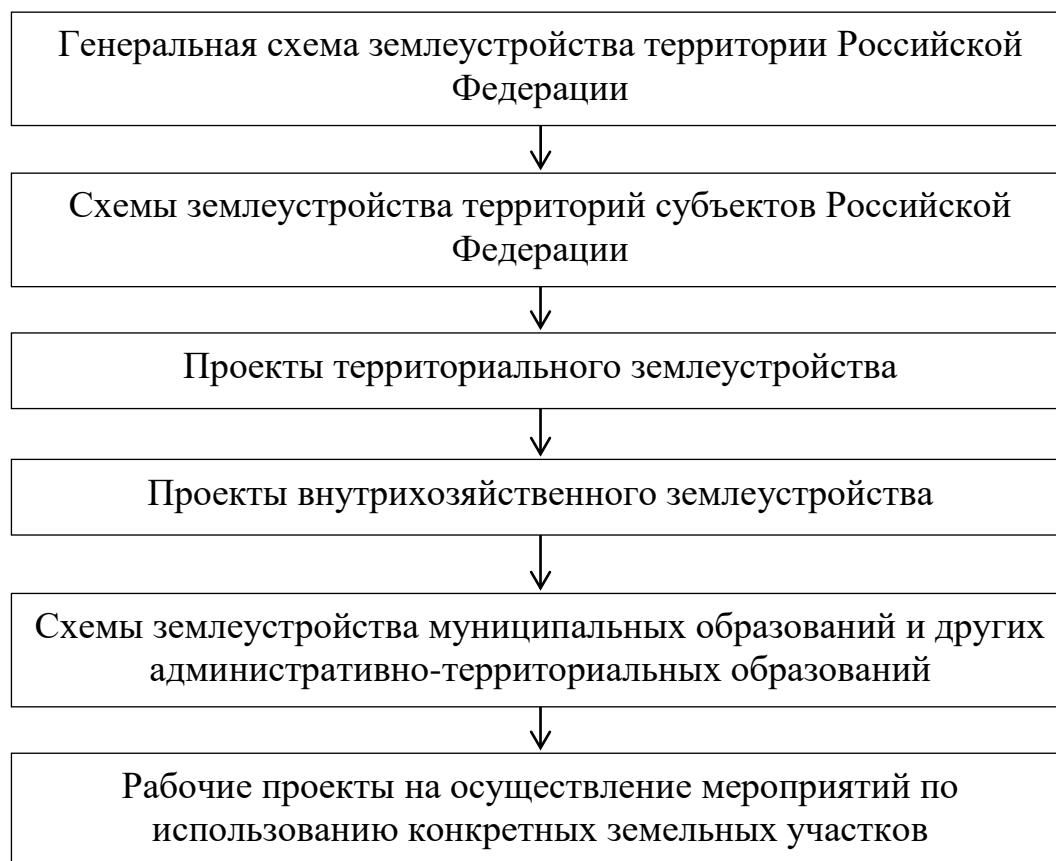 Генеральная схема землеустройства территории Российской
Федерации
Схемы землеустройства территорий субъектов Российской
Федерации
Проекты территориального землеустройства
Проекты внутрихозяйственного землеустройства
Схемы землеустройства муниципальных образований и других
административно-территориальных образований
Рабочие проекты на осуществление мероприятий по
использованию конкретных земельных участков